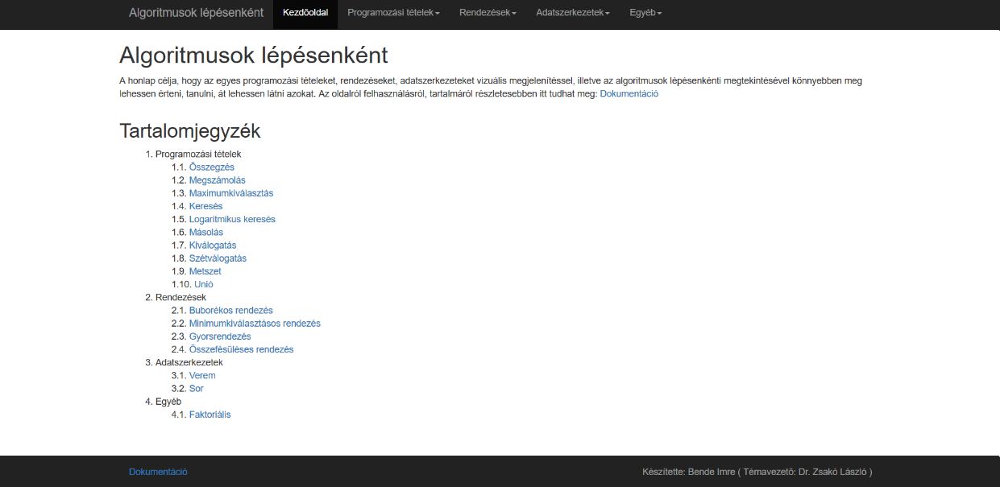 Algoritmusok lépésenként Kezdőoldal Programozási tételek Rendezések Adatszerkezetek Egyéb
Algoritmusok lépésenként
A honlap célja, hogy az egyes programozási tételeket, rendezéseket, adatszerkezeteket vizuális megjelenítéssel, illetve az algoritmusok lépésenkénti megtekintésével könnyebben meg
lehessen érteni, tanulni, át lehessen látni azokat. Az oldalról felhasználásról, tartalmáról részletesebben itt tudhat meg: Dokumentáció
Tartalomjegyzék
1. Programozási tételek
1.1. Összegzés
1.2. Megszámolás
1.3. Maximumkiválasztás
1.4. Keresés
1.5. Logaritmikus keresés
1.6. Másolás
1.7. Kiválogatás
1.8. Szétválogatás
1.9. Metszet
1.10. Unió
2. Rendezések
2.1. Buborékos rendezés
2.2. Minimumkiválasztásos rendezés
2.3. Gyorsrendezés
2.4. Összefésüléses rendezés
3. Adatszerkezetek
3.1. Verem
3.2. Sor
4. Egyéb
4.1. Faktoriális
Dokumentáció Készítette: Bende Imre ( Témavezető: Dr. Zsakó László )